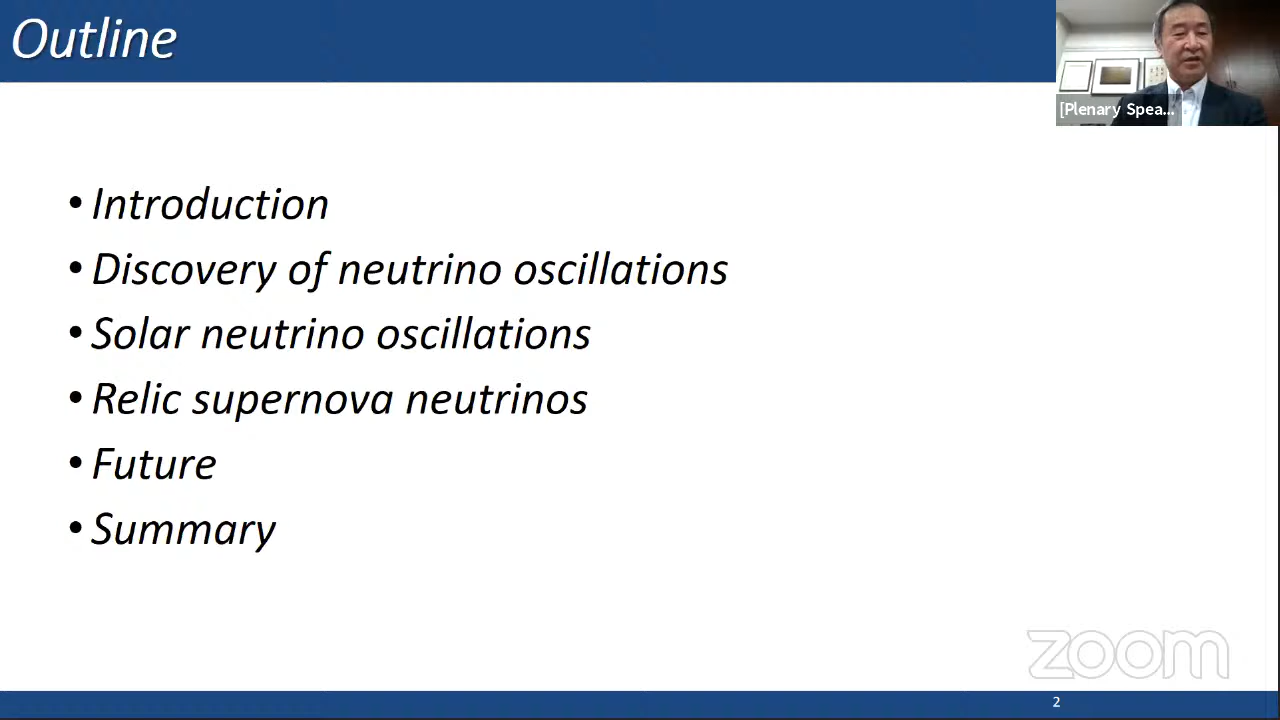 Outline
[Plenary Spea...
• Introduction
• Discovery of neutrino oscillations
• Solar neutrino oscillations
• Relic supernova neutrinos
• Future
• Summary
zoom
2